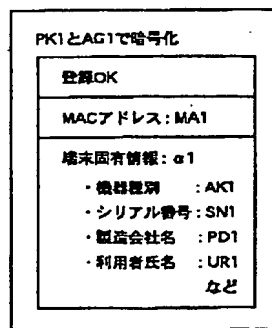 PK1とAG1で暗号化
登録OK
MACアドレス：MA1
端末固有情報：α1
・機器種別　：AK1
・シリアル番号：SN1
・製造会社名　：PD1
・利用者氏名　：UR1
など